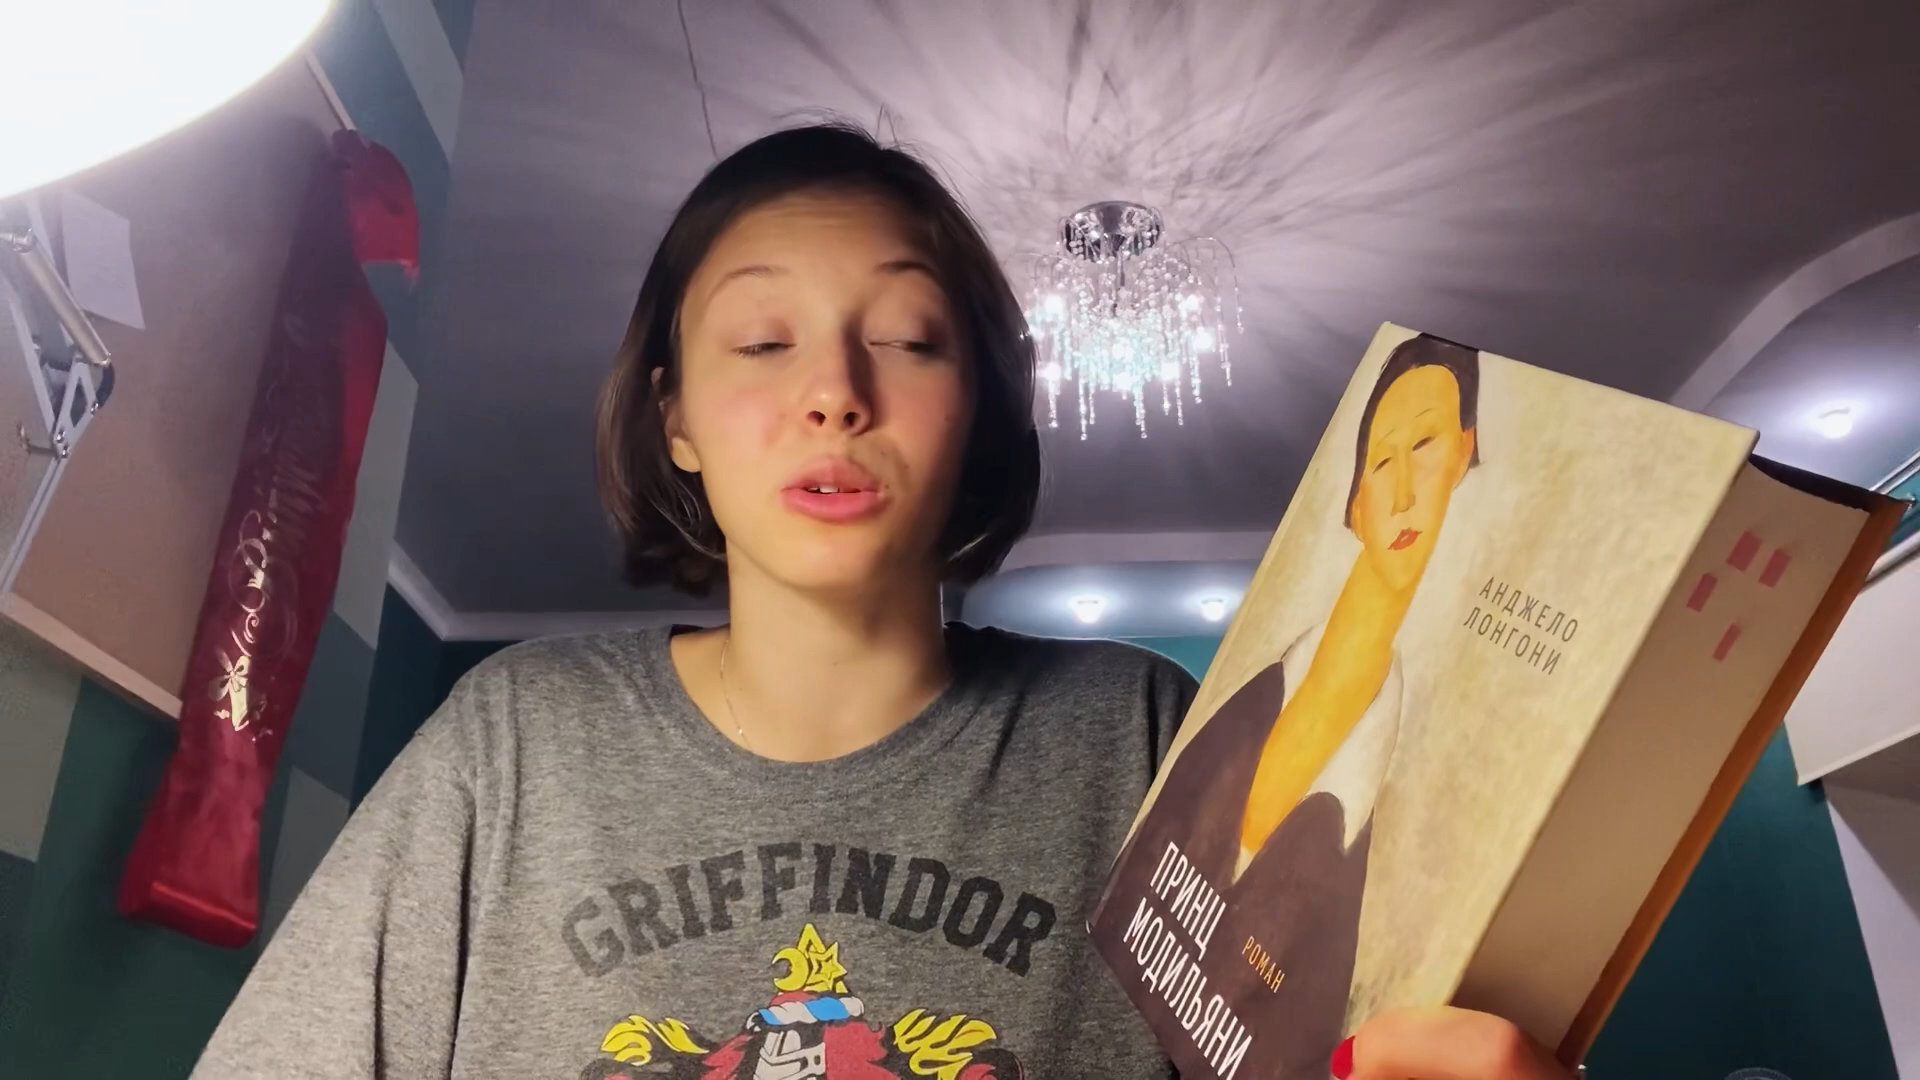 АНДЖЕЛО
ЛОНГОНИ
ПРИНЦ
МОДИЛЬЯНИ
РОМАН
GRIFFINDOR